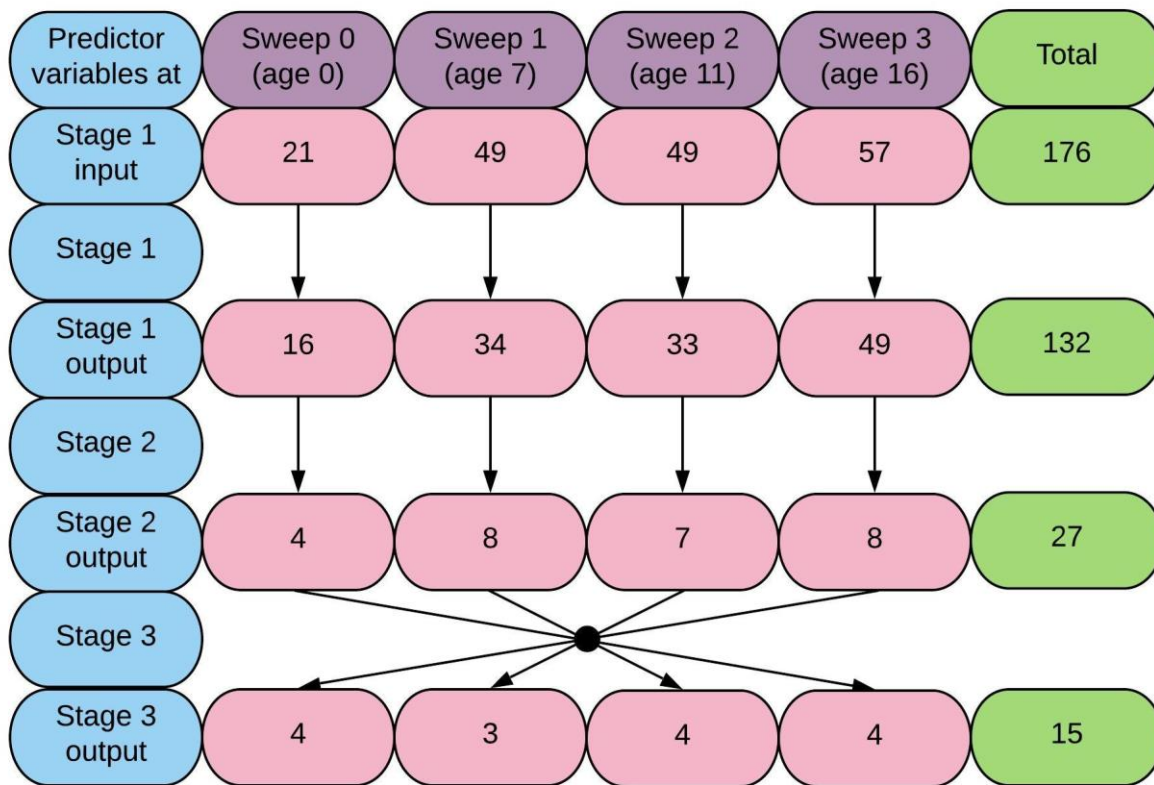 Predictor
variables at
Sweep 0
(age 0)
Sweep 1
(age 7)
Sweep 2
(age 11)
Sweep 3
(age 16)
Total
Stage 1
input
21
49
49
57
176
Stage 1
Stage 1
output
16
34
33
49
132
Stage 2
Stage 2
output
4
8
7
8
27
Stage 3
Stage 3
output
4
3
4
4
15